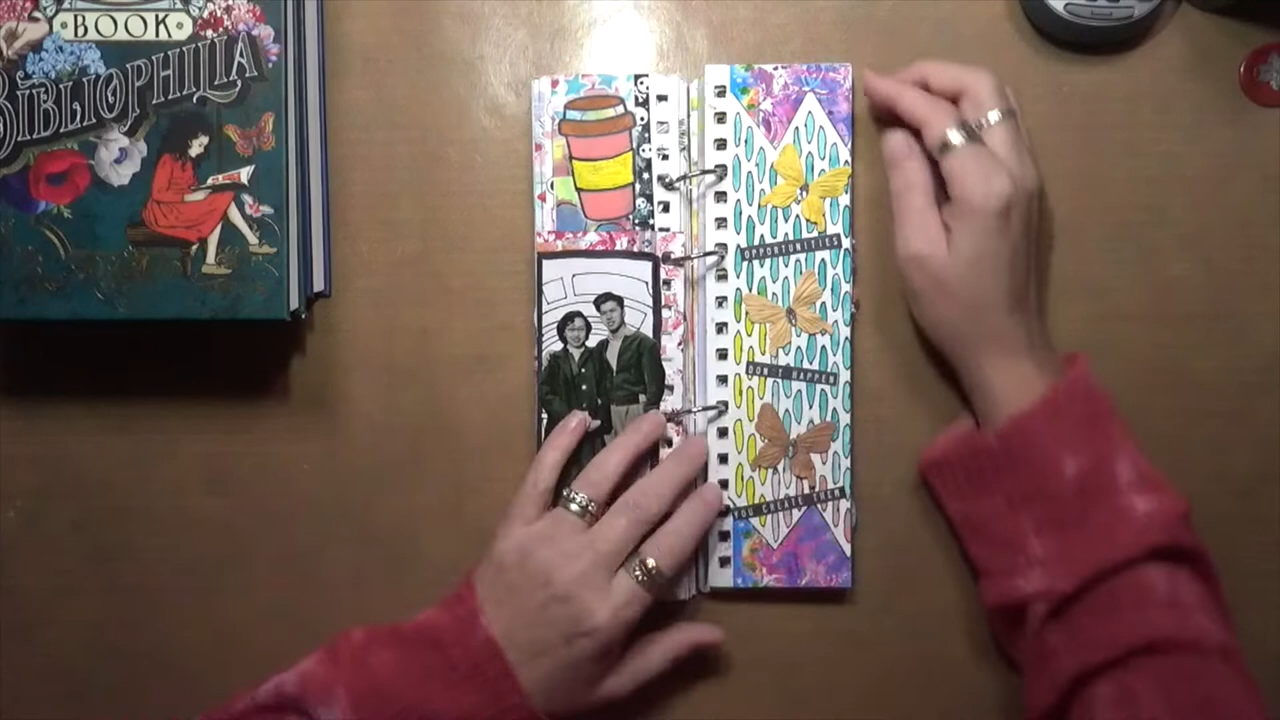 BOOK
BIBLIOPHILIA
OPPORTUNITIES
DON'T HAPPEN
YOU CREATE THEM